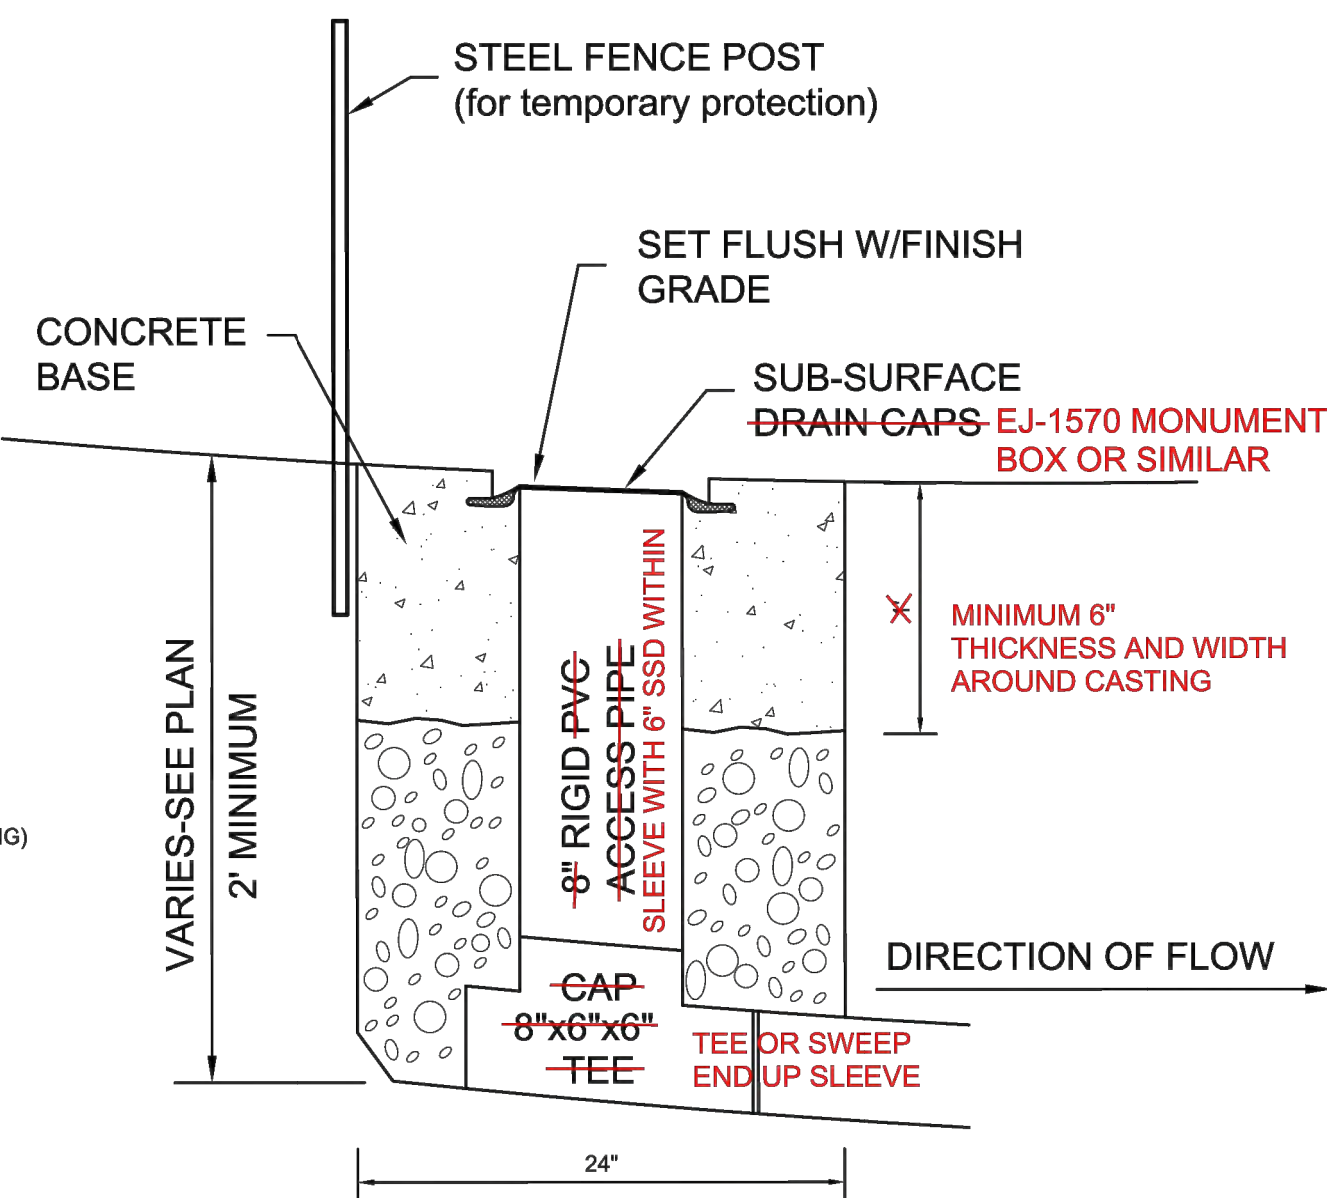 STEEL FENCE POST
(for temporary protection)
SET FLUSH W/FINISH
GRADE
CONCRETE
BASE
SUB-SURFACE
DRAIN CAPS EJ-1570 MONUMENT
BOX OR SIMILAR
MINIMUM 6"
THICKNESS AND WIDTH
AROUND CASTING
VARIES-SEE PLAN
2' MINIMUM
8" RIGID PVC
ACCESS PIPE
SLEEVE WITH 6" SSD WITHIN
DIRECTION OF FLOW
CAP
8"x6"x6"
TEE
TEE OR SWEEP
END UP SLEEVE
24"